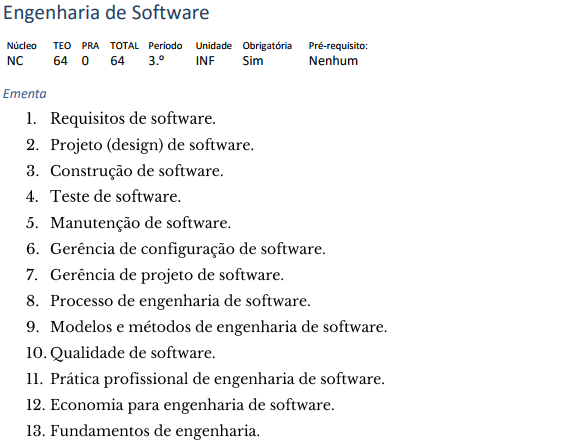 Engenharia de Software
Núcleo TEO PRA TOTAL Período Unidade Obrigatória Pré-requisito:
NC 64 0 64 3.º INF Sim Nenhum
Ementa
1. Requisitos de software.
2. Projeto (design) de software.
3. Construção de software.
4. Teste de software.
5. Manutenção de software.
6. Gerência de configuração de software.
7. Gerência de projeto de software.
8. Processo de engenharia de software.
9. Modelos e métodos de engenharia de software.
10. Qualidade de software.
11. Prática profissional de engenharia de software.
12. Economia para engenharia de software.
13. Fundamentos de engenharia.